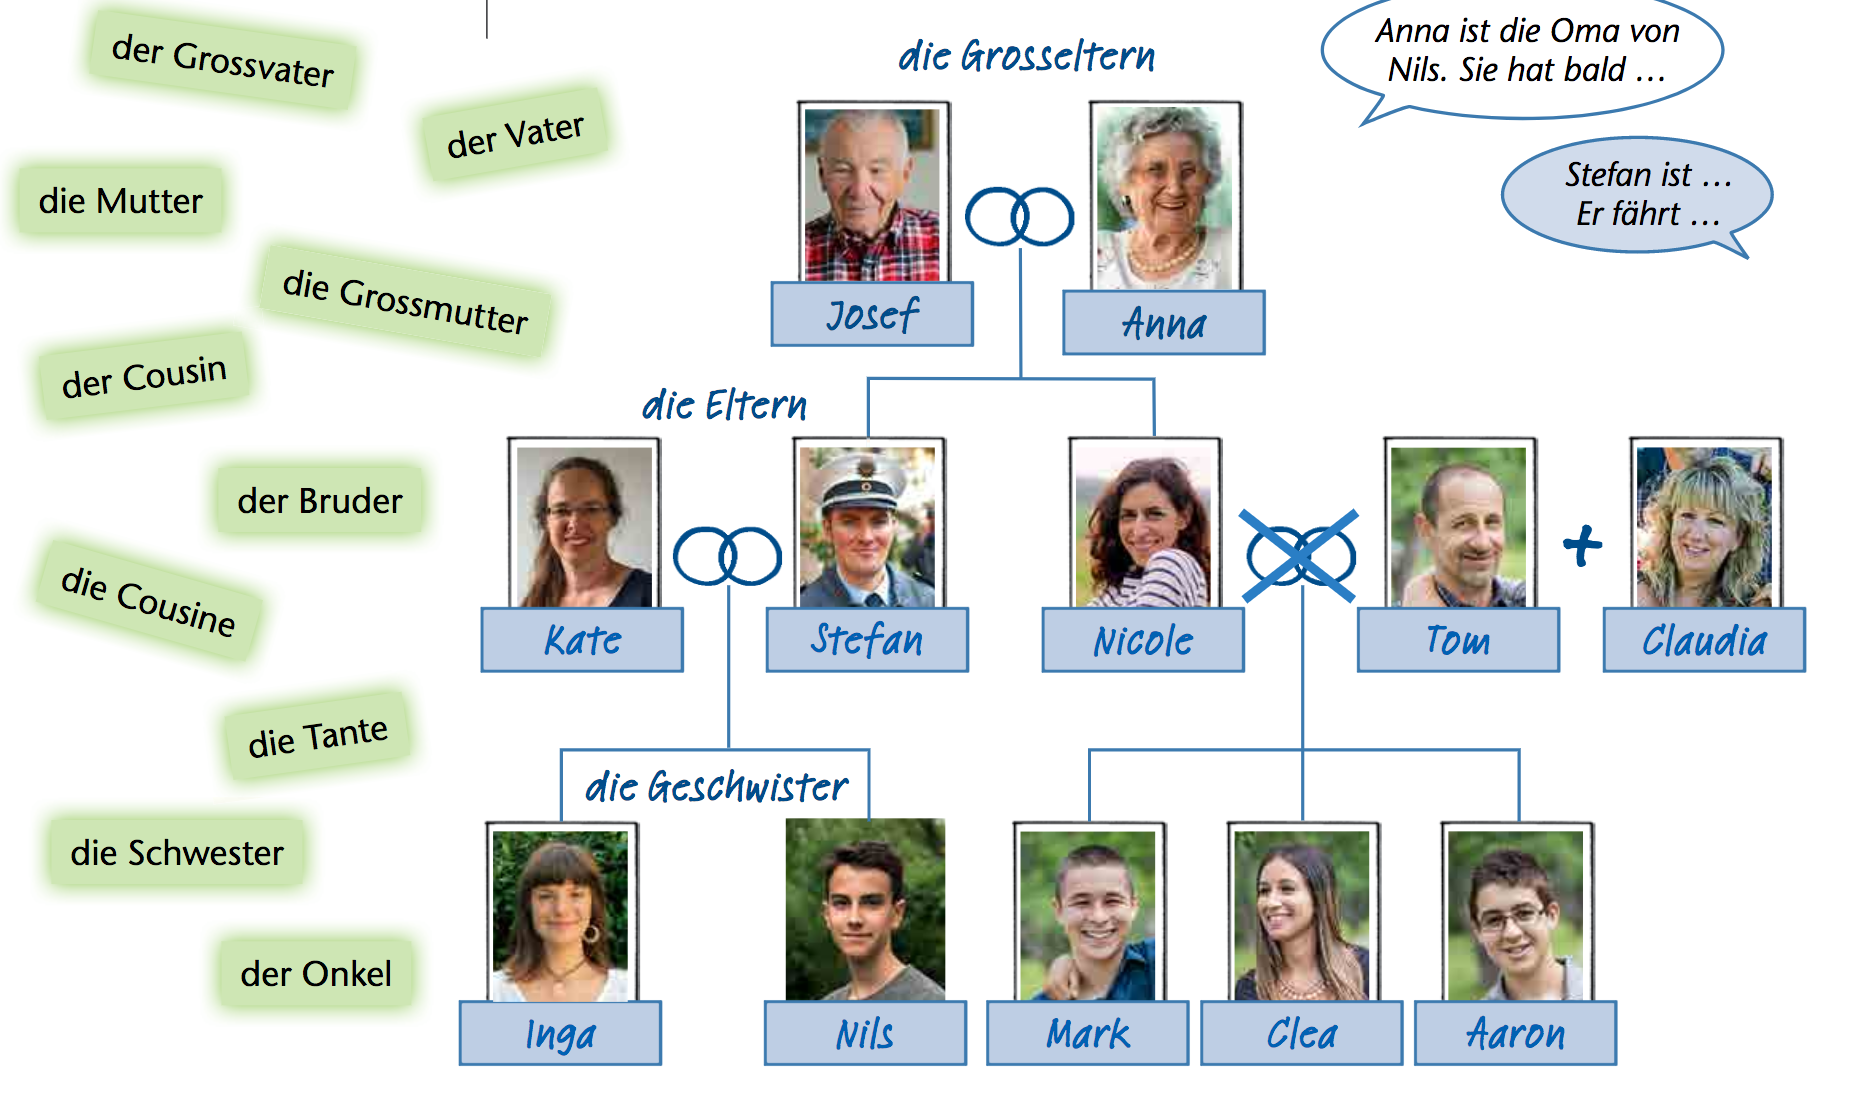 der Grossvater
der Vater
die Mutter
die Grossmutter
der Cousin
der Bruder
die Cousine
die Tante
die Schwester
der Onkel
die Grosseltern
Anna ist die Oma von
Nils. Sie hat bald …
Stefan ist …
Er fährt …
Josef
Anna
die Eltern
Kate
Stefan
Nicole
Tom
+
Claudia
die Geschwister
Inga
Nils
Mark
Clea
Aaron